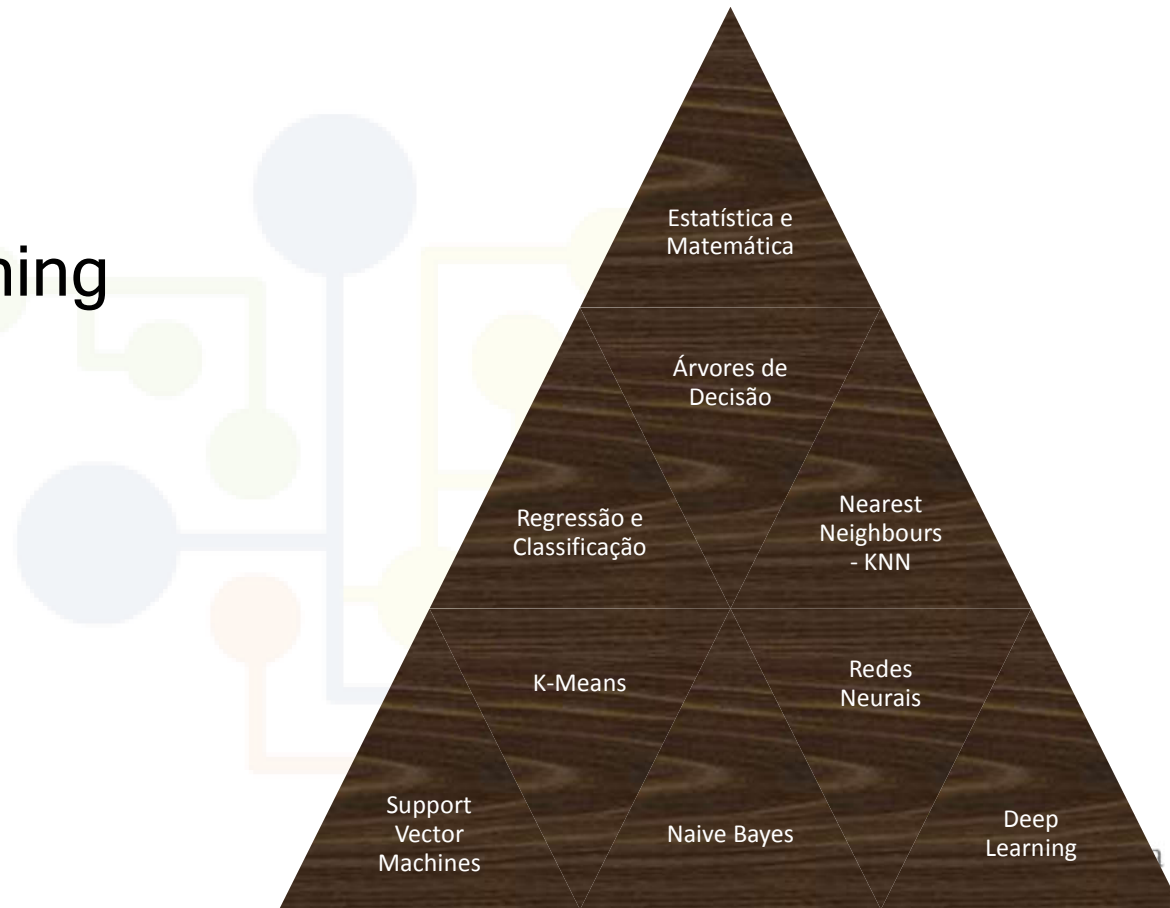 ning
Estatística e
Matemática
Árvores de
Decisão
Regressão e
Classificação
Nearest
Neighbours
- KNN
K-Means
Redes
Neurais
Support
Vector
Machines
Naive Bayes
Deep
Learning